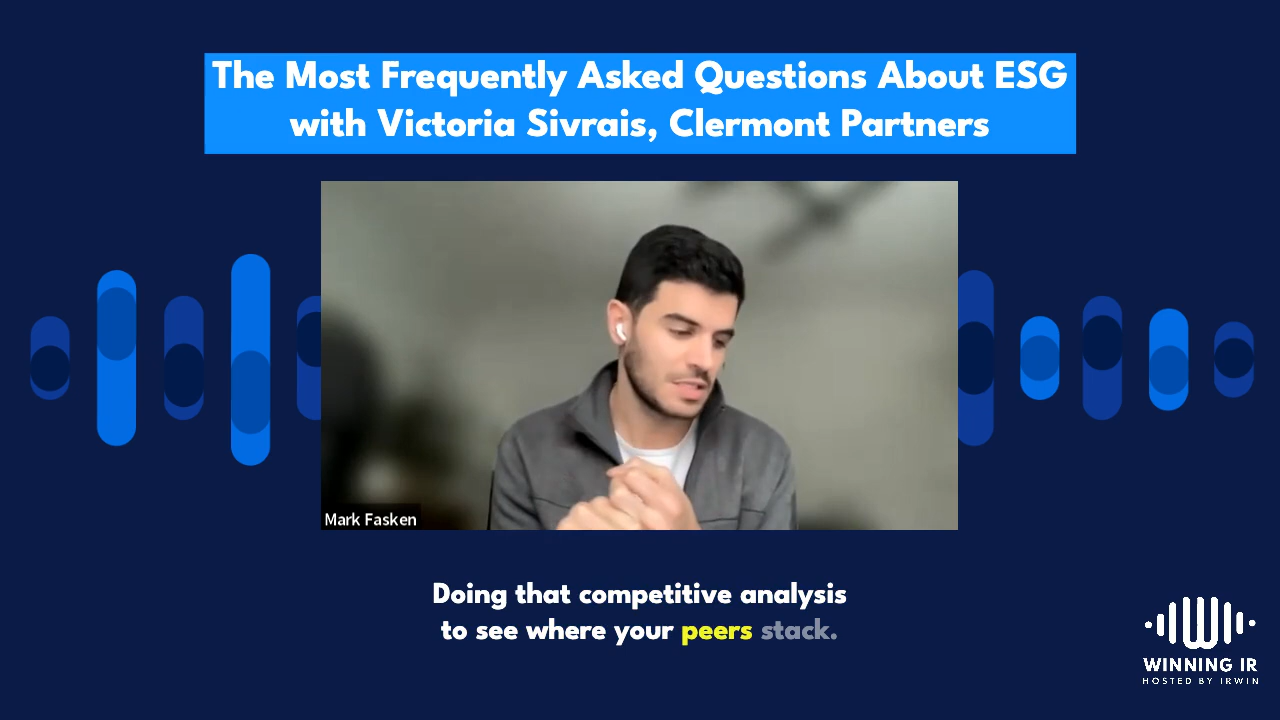 The Most Frequently Asked Questions About ESG
with Victoria Sivrais, Clermont Partners
Mark Fasken
Doing that competitive analysis
to see where your peers stack.
WINNING IR
HOSTED BY IRWIN